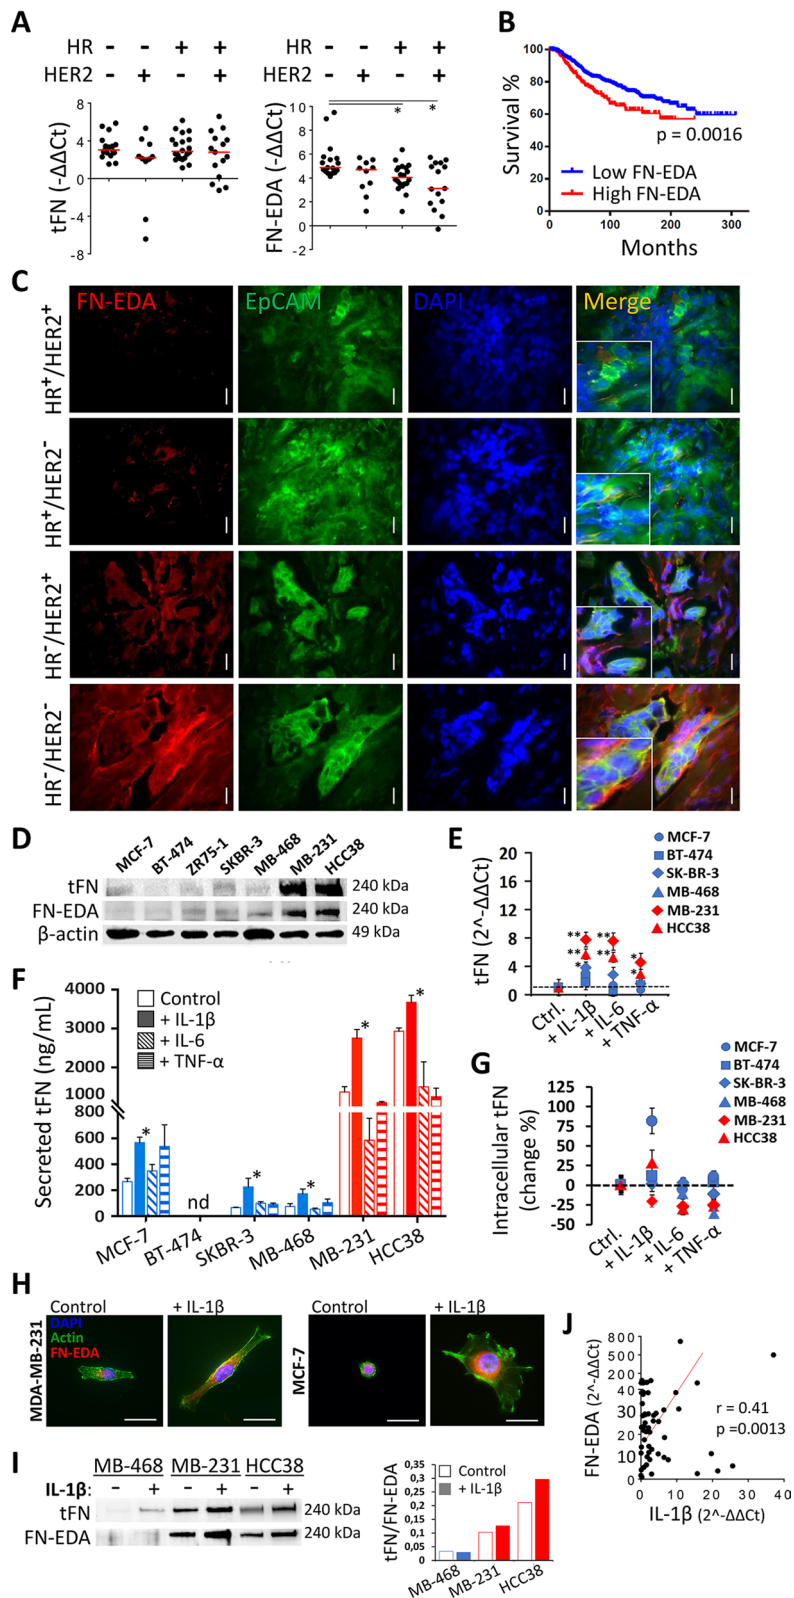 A
HR - - + +
HER2 - + - +
tFN (-ΔΔCt)
8
4
0
-4
-8
HR - - + +
HER2 - + - +
FN-EDA (-ΔΔCt)
10
8
6
4
2
0
-2
* *
B
Survival %
100
80
60
40
20
0
p = 0.0016
Low FN-EDA
High FN-EDA
0 100 200 300
Months
C
FN-EDA EpCAM DAPI Merge
HR+/HER2+
HR+/HER2-
HR-/HER2+
HR-/HER2-
D
MCF-7 BT-474 ZR75-1 SKBR-3 MB-468 MB-231 HCC38
tFN 240 kDa
FN-EDA 240 kDa
β-actin 49 kDa
E
MCF-7
BT-474
SK-BR-3
MB-468
MB-231
HCC38
tFN (2^-ΔΔCt)
20
16
12
8
4
0
** ** *
** **
* *
Ctrl. + IL-1β + IL-6 + TNF-α
F
Secreted tFN (ng/mL)
4000
3000
2000
1000
800
600
400
200
0
Control
+ IL-1β
+ IL-6
+ TNF-α
* nd * * * *
MCF-7 BT-474 SKBR-3 MB-468 MB-231 HCC38
G
MCF-7
BT-474
SK-BR-3
MB-468
MB-231
HCC38
Intracellular tFN
(change %)
125
100
75
50
25
0
-25
-50
Ctrl. + IL-1β + IL-6 + TNF-α
H
Control + IL-1β
MDA-MB-231
DAPI
Actin
FN-EDA
Control + IL-1β
MCF-7
I
MB-468 MB-231 HCC38
IL-1β: - + - + - +
tFN 240 kDa
FN-EDA 240 kDa
tFN/FN-EDA
0,35
0,4
0,3
0,2
0,15
0,1
0,05
0
Control
+ IL-1β
MB-468 MB-231 HCC38
J
FN-EDA (2^-ΔΔCt)
800
500
200
50
40
30
20
10
0
r = 0.41
p =0.0013
0 10 20 30 40
IL-1β (2^-ΔΔCt)